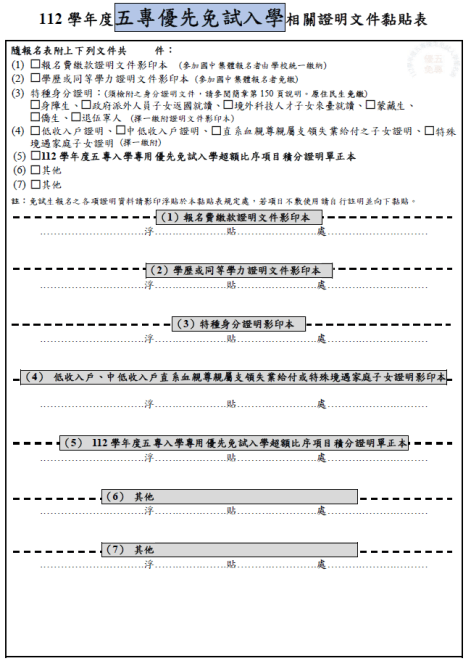 112 學年度五專優先免試入學相關證明文件黏貼表
隨報名表附上下列文件共　　件：
(1) □報名費繳款證明文件影印本 (參加國中集體報名者由學校統一繳納)
(2) □學歷或同等學力證明文件影印本 (參加國中集體報名者免繳)
(3) 特種身分證明：(須檢附之身分證明文件，請參閱簡章第 150 頁說明。原住民生免繳)
□身障生、□政府派外人員子女返國就讀、□境外科技人才子女來臺就讀、□蒙藏生、
□僑生、□退伍軍人 (擇一繳附證明文件影印本)
(4) □低收入戶證明、□中低收入戶證明、□直系血親尊親屬支領失業給付之子女證明、□特殊
境遇家庭子女證明 (擇一繳附)
(5) □112 學年度五專入學專用優先免試入學超額比序項目積分證明單正本
(6) □其他
(7) □其他
註：免試生報名之各項證明資料請影印浮貼於本黏貼表規定處，若項目不敷使用請自行註明並向下黏貼。
(1) 報名費繳款證明文件影印本
浮　貼　處
(2) 學歷或同等學力證明文件影印本
浮　貼　處
(3) 特種身分證明影印本
浮　貼　處
(4) 低收入戶、中低收入戶直系血親尊親屬支領失業給付或特殊境遇家庭子女證明影印本
浮　貼　處
(5) 112 學年度五專入學專用優先免試入學超額比序項目積分證明單正本
浮　貼　處
(6) 其他
浮　貼　處
(7) 其他
浮　貼　處